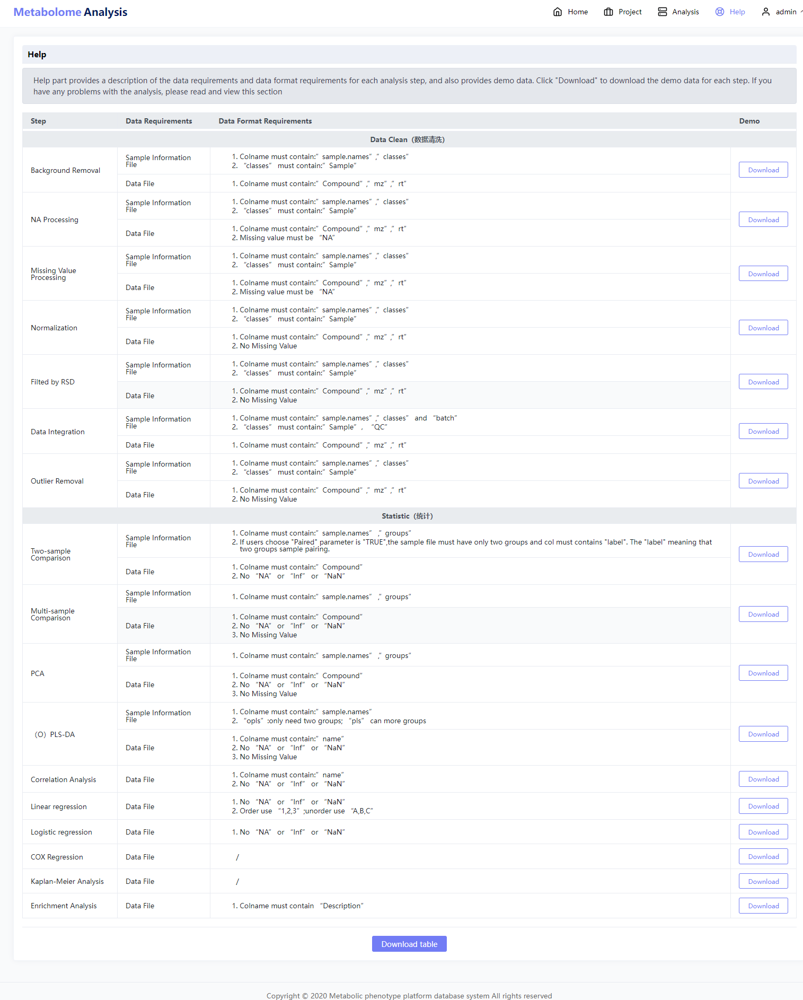 Metabolome Analysis
Home Project Analysis Help admin
Help
Help part provides a description of the data requirements and data format requirements for each analysis step, and also provides demo data. Click "Download" to download the demo data for each step. If you
have any problems with the analysis, please read and view this section
Step Data Requirements Data Format Requirements Demo
Data Clean（数据清洗）
Background Removal
Sample Information
File
1. Colname must contain:” sample.names” ,” classes”
2. “classes” must contain:” Sample”
Data File
1. Colname must contain:” Compound” ,” mz” ,” rt”
Download
NA Processing
Sample Information
File
1. Colname must contain:” sample.names” ,” classes”
2. “classes” must contain:” Sample”
Data File
1. Colname must contain:” Compound” ,” mz” ,” rt”
2. Missing value must be “NA”
Download
Missing Value
Processing
Sample Information
File
1. Colname must contain:” sample.names” ,” classes”
2. “classes” must contain:” Sample”
Data File
1. Colname must contain:” Compound” ,” mz” ,” rt”
2. Missing value must be “NA”
Download
Normalization
Sample Information
File
1. Colname must contain:” sample.names” ,” classes”
2. “classes” must contain:” Sample”
Data File
1. Colname must contain:” Compound” ,” mz” ,” rt”
2. No Missing Value
Download
Filted by RSD
Sample Information
File
1. Colname must contain:” sample.names” ,” classes”
2. “classes” must contain:” Sample”
Data File
1. Colname must contain:” Compound” ,” mz” ,” rt”
2. No Missing Value
Download
Data Integration
Sample Information
File
1. Colname must contain:” sample.names” ,” classes” and “batch”
2. “classes” must contain:” Sample” , “QC”
Data File
1. Colname must contain:” Compound” ,” mz” ,” rt”
Download
Outlier Removal
Sample Information
File
1. Colname must contain:” sample.names” ,” classes”
2. “classes” must contain:” Sample”
Data File
1. Colname must contain:” Compound” ,” mz” ,” rt”
2. No Missing Value
Download
Statistic（统计）
Two-sample
Comparison
Sample Information
File
1. Colname must contain:” sample.names” ,” groups”
2. If users choose "Paired" parameter is "TRUE",the sample file must have only two groups and col must contains "label". The "label" meaning that
two groups sample pairing.
Data File
1. Colname must contain:” Compound”
2. No “NA” or “Inf” or “NaN”
Download
Multi-sample
Comparison
Sample Information
File
1. Colname must contain:” sample.names” ,” groups”
Data File
1. Colname must contain:” Compound”
2. No “NA” or “Inf” or “NaN”
3. No Missing Value
Download
PCA
Sample Information
File
1. Colname must contain:” sample.names” ,” groups”
Data File
1. Colname must contain:” Compound”
2. No “NA” or “Inf” or “NaN”
3. No Missing Value
Download
（O）PLS-DA
Sample Information
File
1. Colname must contain:” sample.names”
2. “opls” :only need two groups; “pls” can more groups
Data File
1. Colname must contain:” name”
2. No “NA” or “Inf” or “NaN”
3. No Missing Value
Download
Correlation Analysis
Data File
1. Colname must contain:” name”
2. No “NA” or “Inf” or “NaN”
Download
Linear regression
Data File
1. No “NA” or “Inf” or “NaN”
2. Order use “1,2,3” ;unorder use “A,B,C”
Download
Logistic regression
Data File
1. No “NA” or “Inf” or “NaN”
Download
COX Regression
Data File
/
Download
Kaplan-Meier Analysis
Data File
/
Download
Enrichment Analysis
Data File
1. Colname must contain “Description”
Download
Download table
Copyright © 2020 Metabolic phenotype platform database system All rights reserved